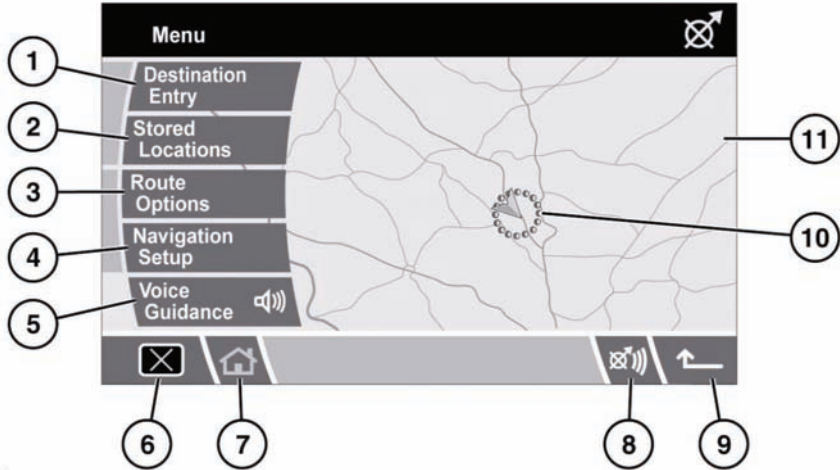 Menu
1
Destination
Entry
2
Stored
Locations
11
3
Route
Options
10
4
Navigation
Setup
5
Voice
Guidance
6
7
8
9